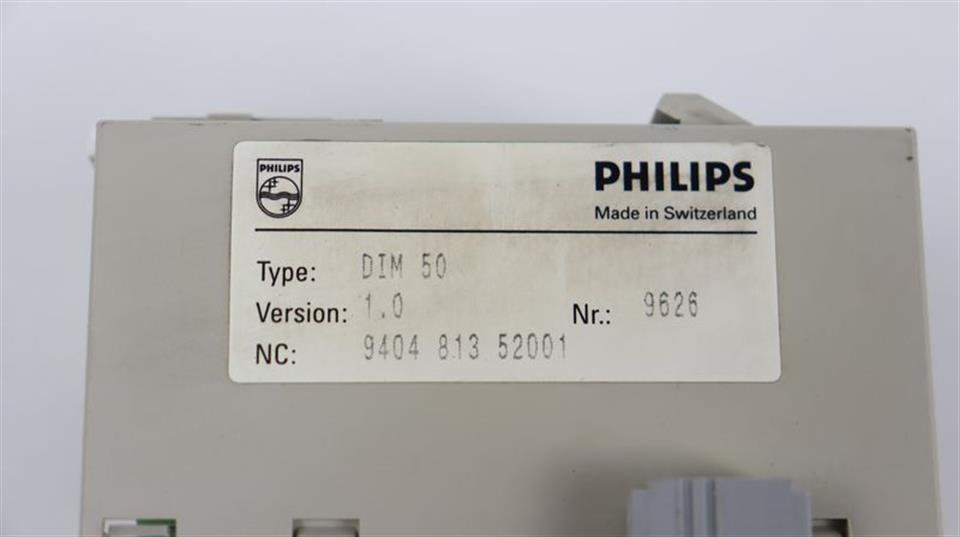 PHILIPS
PHILIPS
Made in Switzerland
Type: DIM 50
Version: 1.0 Nr.: 9626
NC: 9404 813 52001